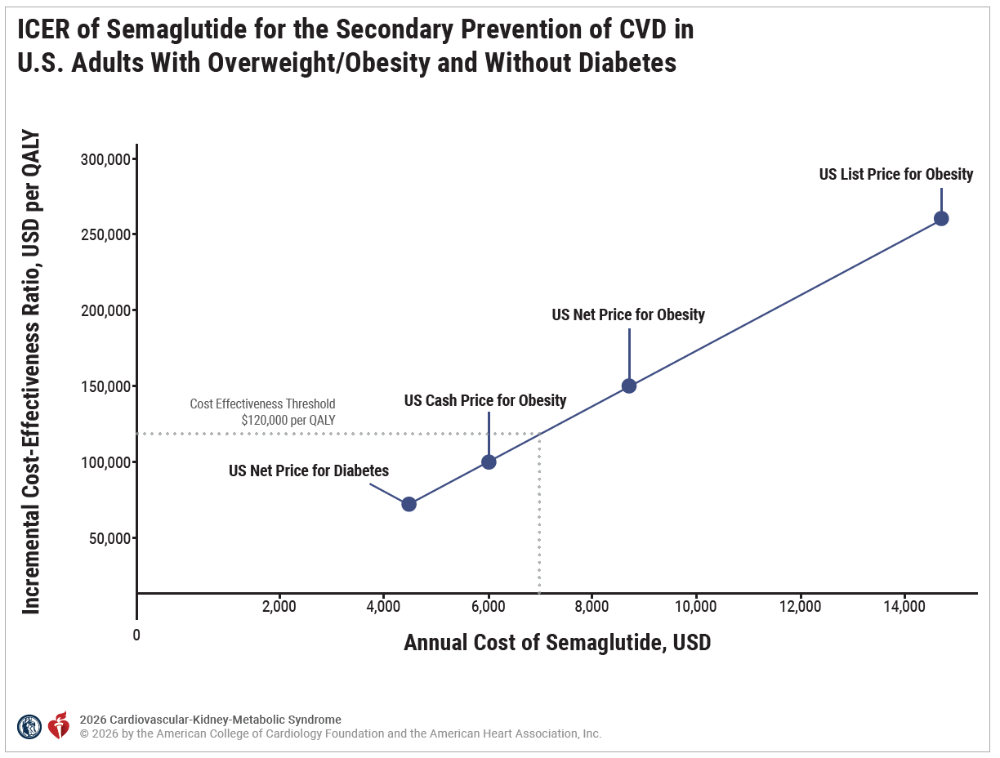 ICER of Semaglutide for the Secondary Prevention of CVD in
U.S. Adults With Overweight/Obesity and Without Diabetes
Incremental Cost-Effectiveness Ratio, USD per QALY
300,000
250,000
200,000
150,000
100,000
50,000
US List Price for Obesity
US Net Price for Obesity
US Cash Price for Obesity
Cost Effectiveness Threshold
$120,000 per QALY
US Net Price for Diabetes
2,000
4,000
6,000
8,000
10,000
12,000
14,000
0
Annual Cost of Semaglutide, USD
2026 Cardiovascular-Kidney-Metabolic Syndrome
© 2026 by the American College of Cardiology Foundation and the American Heart Association, Inc.